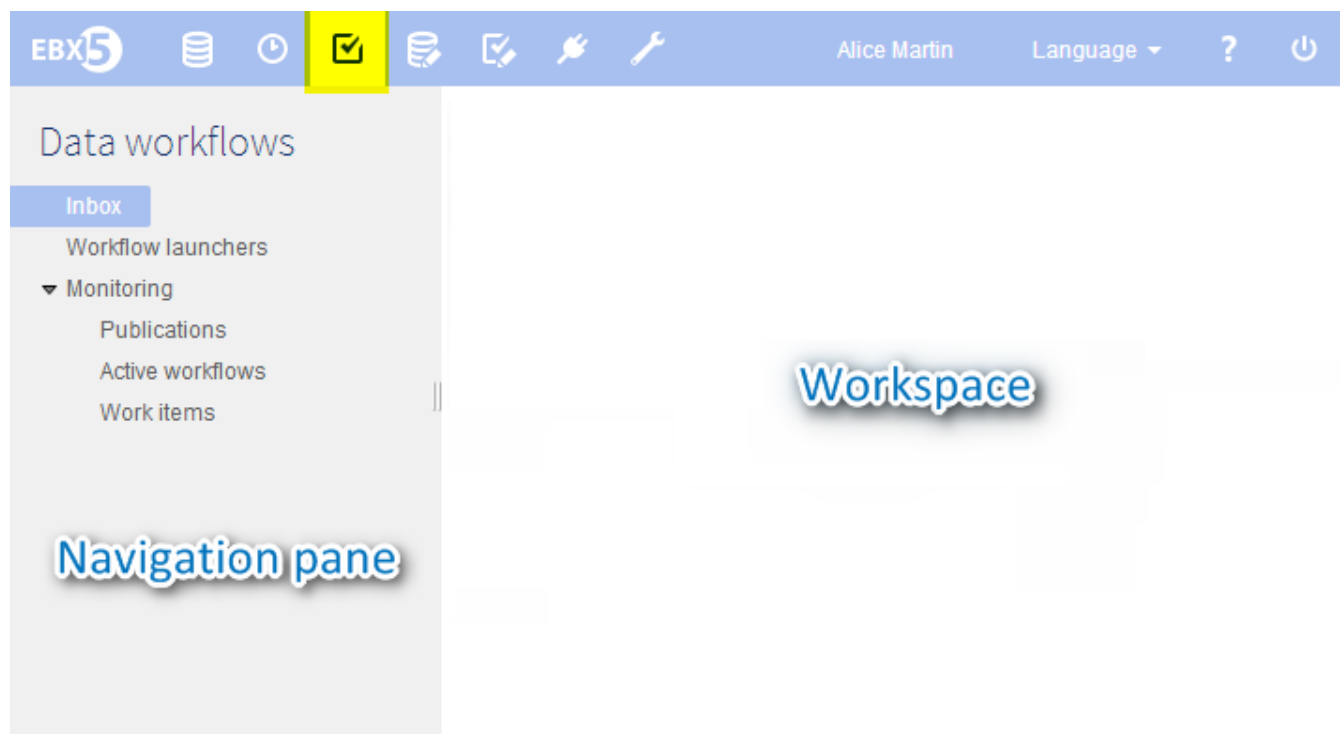 EBX5 Alice Martin Language ?
Data workflows
Inbox
Workflow launchers
Monitoring
Publications
Active workflows
Work items
Workspace
Navigation pane